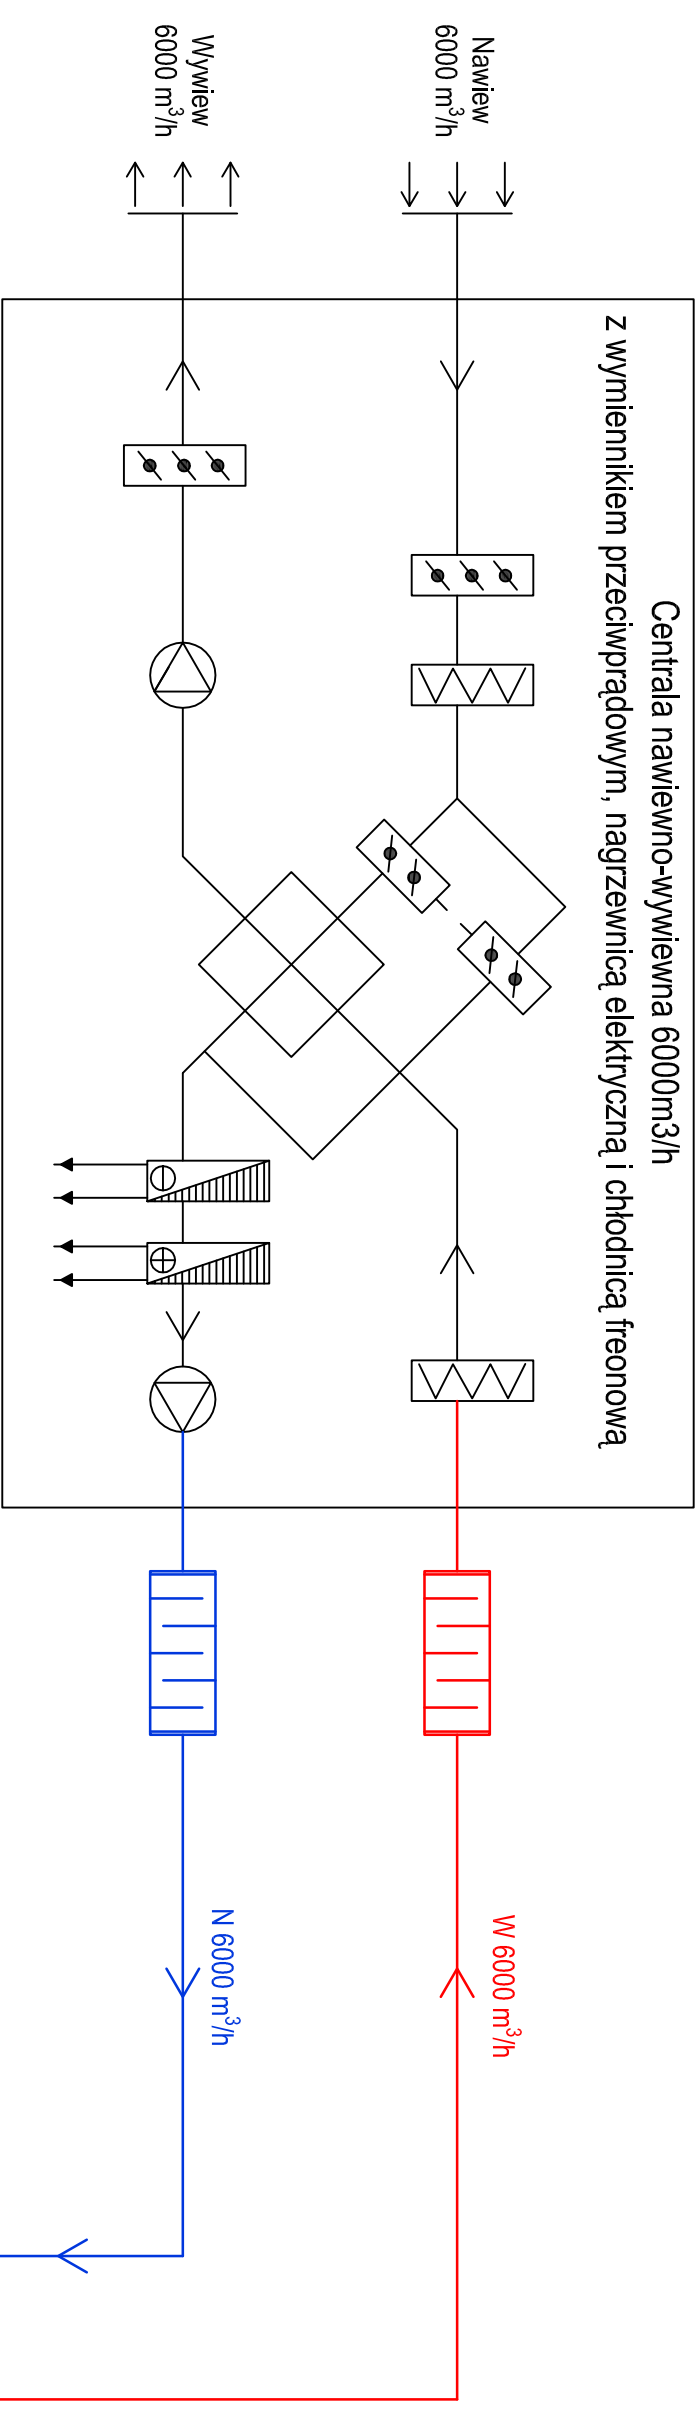 Centrala nawiewno-wywiewna 6000m3/h
z wymiennikiem przeciwprądowym, nagrzewnicą elektryczną i chłodnicą freonową
Nawiew
6000 m³/h
Wywiew
6000 m³/h
W 6000 m³/h
N 6000 m³/h